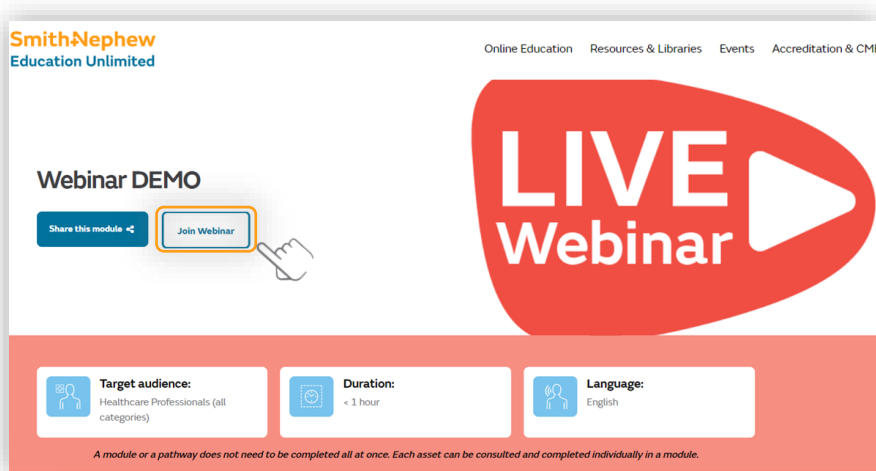 Smith+Nephew
Education Unlimited
Online Education Resources & Libraries Events Accreditation & CME
LIVE
Webinar
Webinar DEMO
Share this module
Join Webinar
Target audience:
Healthcare Professionals (all
categories)
Duration:
< 1 hour
Language:
English
A module or a pathway does not need to be completed all at once. Each asset can be consulted and completed individually in a module.